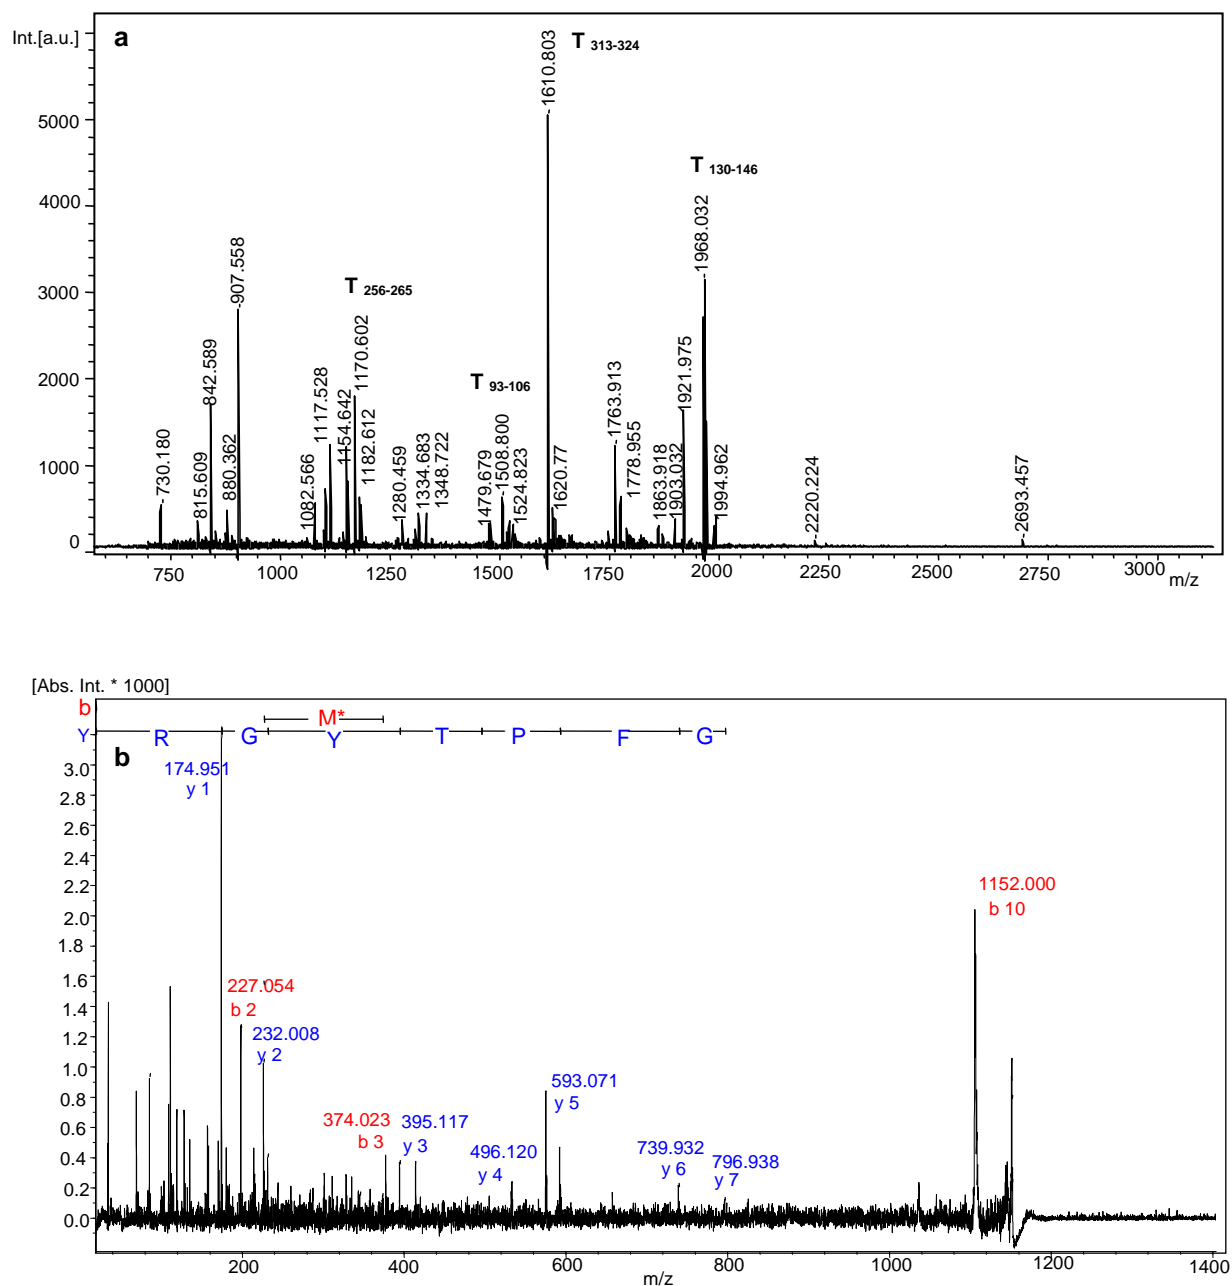 Int.[a.u.]
a
T 313-324
T 130-146
T 256-265
T 93-106
5000
4000
3000
2000
1000
0
730.180
815.609
842.589
880.362
907.558
1082.566
1117.528
1154.642
1170.602
1182.612
1280.459
1334.683
1348.722
1479.679
1508.800
1524.823
1610.803
1620.77
1763.913
1778.955
1863.918
1903.032
1921.975
1968.032
1994.962
2220.224
2693.457
750 1000 1250 1500 1750 2000 2250 2500 2750 3000
m/z
[Abs. Int. * 1000]
b
M*
Y R G Y T P F G
b
174.951
y 1
227.054
b 2
232.008
y 2
374.023
b 3
395.117
y 3
496.120
y 4
593.071
y 5
739.932
y 6
796.938
y 7
1152.000
b 10
3.0
2.8
2.6
2.4
2.2
2.0
1.8
1.6
1.4
1.2
1.0
0.8
0.6
0.4
0.2
0.0
200 400 600 800 1000 1200 1400
m/z